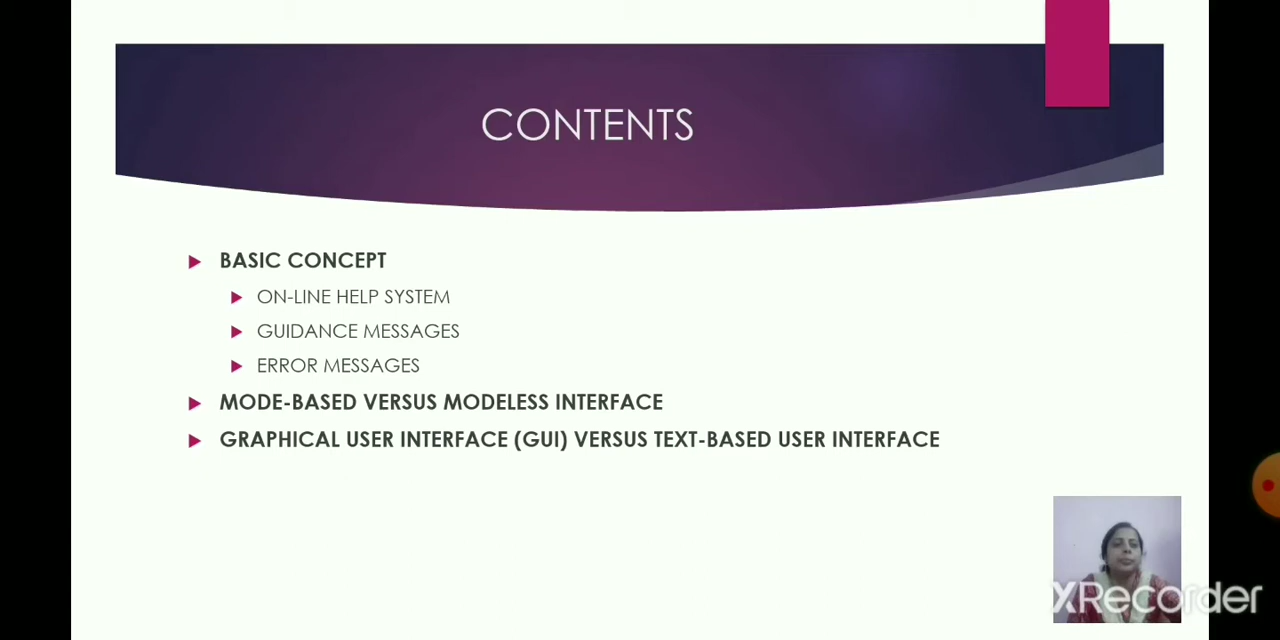 CONTENTS
BASIC CONCEPT
ON-LINE HELP SYSTEM
GUIDANCE MESSAGES
ERROR MESSAGES
MODE-BASED VERSUS MODELESS INTERFACE
GRAPHICAL USER INTERFACE (GUI) VERSUS TEXT-BASED USER INTERFACE
XRecorder